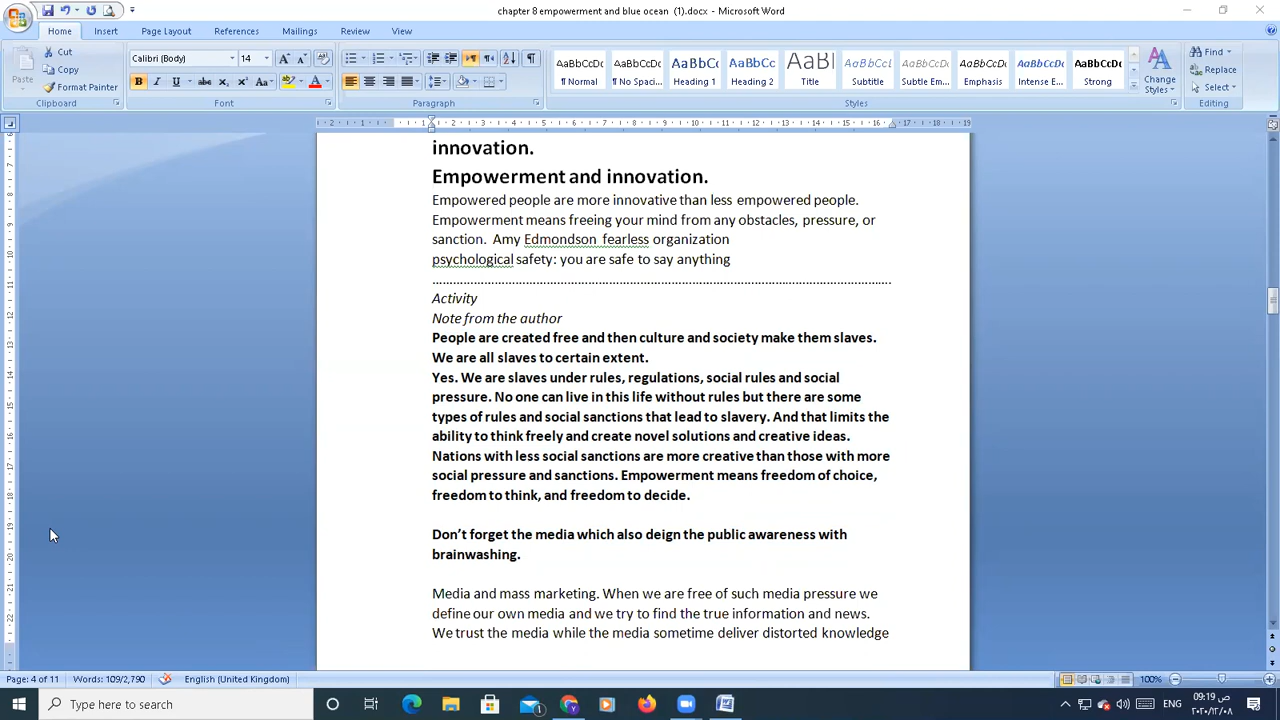 chapter 8 empowerment and blue ocean (1).docx - Microsoft Word
Home Insert Page Layout References Mailings Review View
Paste Cut Copy Format Painter
Calibri (Body) 14
AaBbCcDc ¶ Normal AaBbCcDc ¶ No Spaci... AaBbCc Heading 1 AaBbCc Heading 2 Title AaBbCcL Subtitle AaBbCcDc Subtle Em... AaBbCcDc Emphasis AaBbCcDc Intense E... AaBbCcDc Strong
Change Styles
Find Replace Select
Clipboard Font Paragraph Styles Editing
innovation.
Empowerment and innovation.
Empowered people are more innovative than less empowered people.
Empowerment means freeing your mind from any obstacles, pressure, or
sanction. Amy Edmondson fearless organization
psychological safety: you are safe to say anything
Activity
Note from the author
People are created free and then culture and society make them slaves.
We are all slaves to certain extent.
Yes. We are slaves under rules, regulations, social rules and social
pressure. No one can live in this life without rules but there are some
types of rules and social sanctions that lead to slavery. And that limits the
ability to think freely and create novel solutions and creative ideas.
Nations with less social sanctions are more creative than those with more
social pressure and sanctions. Empowerment means freedom of choice,
freedom to think, and freedom to decide.
Don't forget the media which also deign the public awareness with
brainwashing.
Media and mass marketing. When we are free of such media pressure we
define our own media and we try to find the true information and news.
We trust the media while the media sometime deliver distorted knowledge
Page: 4 of 11 Words: 109/2,790 English (United Kingdom) 100%
Type here to search
ENG 09:19 ص
٢٠٢٠/١٢/٠٨